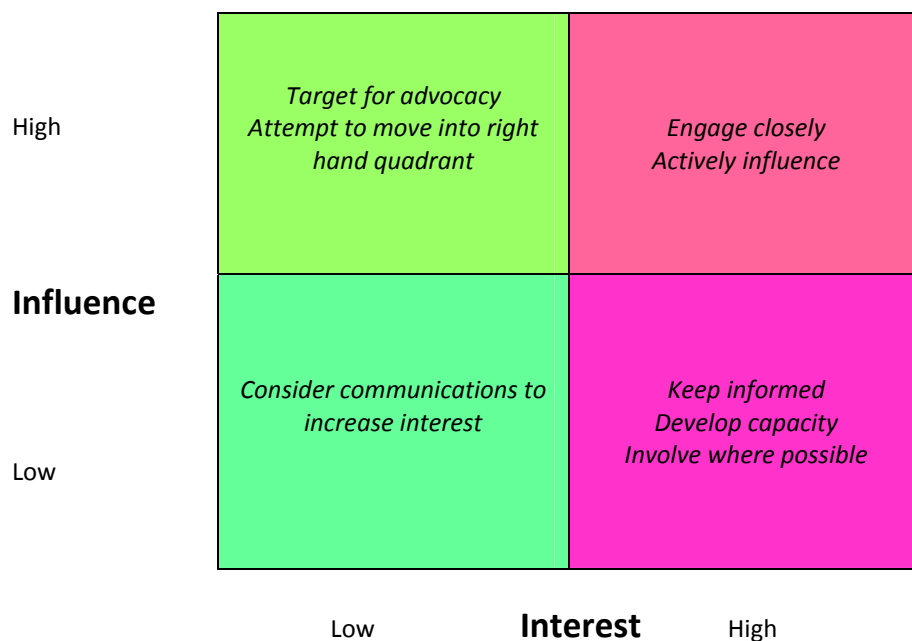 High
Target for advocacy
Attempt to move into right
hand quadrant
Engage closely
Actively influence
Influence
Low
Consider communications to
increase interest
Keep informed
Develop capacity
Involve where possible
Low
Interest
High